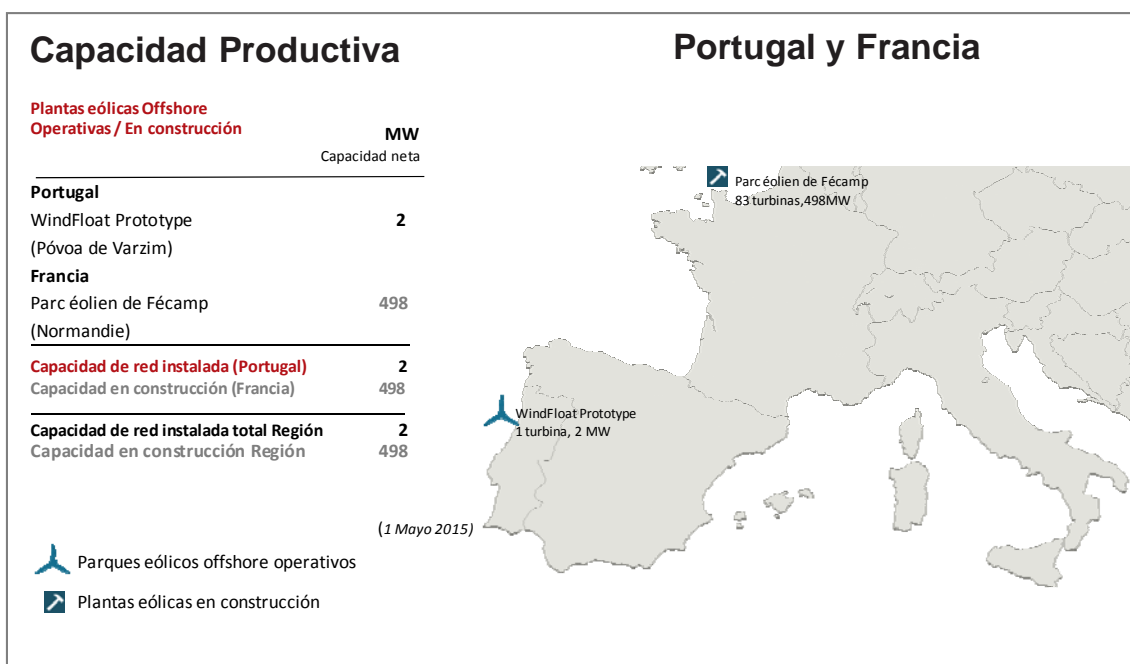 Capacidad Productiva
Portugal y Francia
Plantas eólicas Offshore
Operativas / En construcción
MW
Capacidad neta
Portugal
WindFloat Prototype 2
(Póvoa de Varzim)
Francia
Parc éolien de Fécamp 498
(Normandie)
Capacidad de red instalada (Portugal) 2
Capacidad en construcción (Francia) 498
Capacidad de red instalada total Región 2
Capacidad en construcción Región 498
(1 Mayo 2015)
Parques eólicos offshore operativos
Plantas eólicas en construcción
Parc éolien de Fécamp
83 turbinas,498MW
WindFloat Prototype
1 turbina, 2 MW